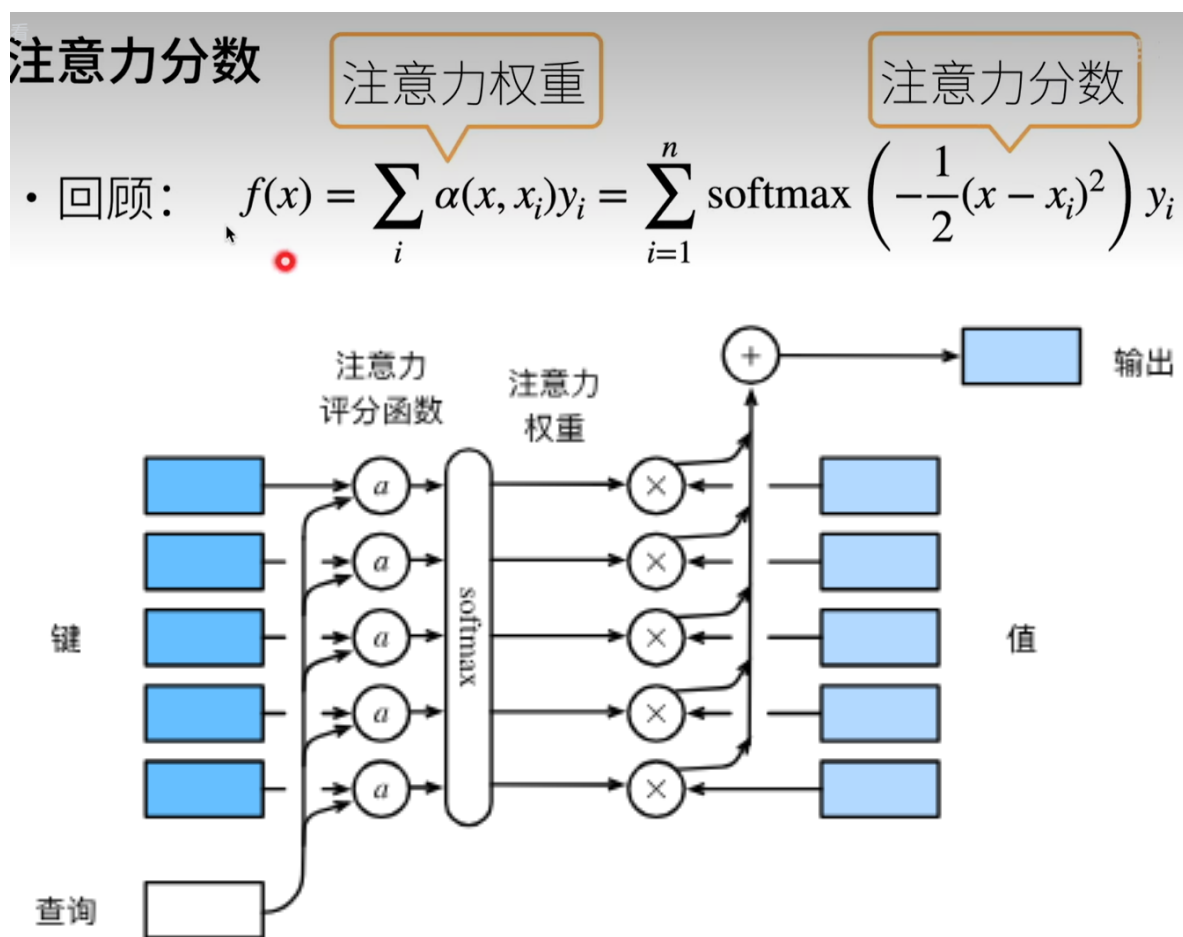 看
注意力分数
注意力权重
注意力分数
• 回顾： f(x) = ∑_i α(x, x_i)y_i = ∑_{i=1}^{n} softmax (−1/2(x − x_i)^2) y_i
注意力
评分函数
注意力
权重
+
输出
a
×
a
×
softmax
键
a
×
值
a
×
a
×
查询